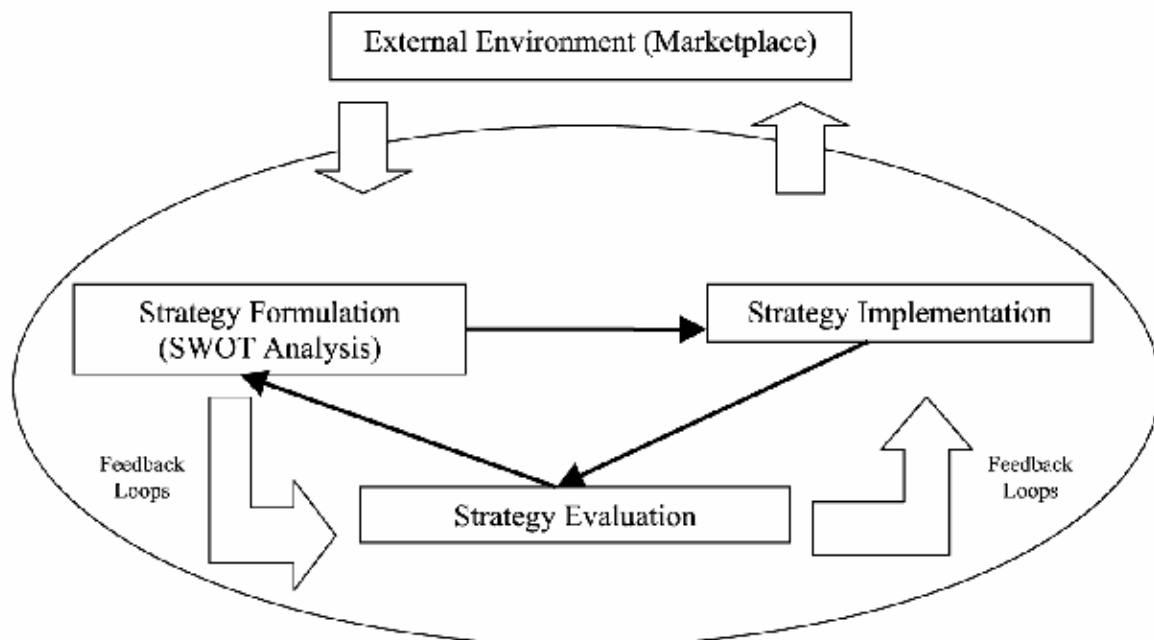 External Environment (Marketplace)
Strategy Formulation
(SWOT Analysis)
Strategy Implementation
Feedback
Loops
Feedback
Loops
Strategy Evaluation